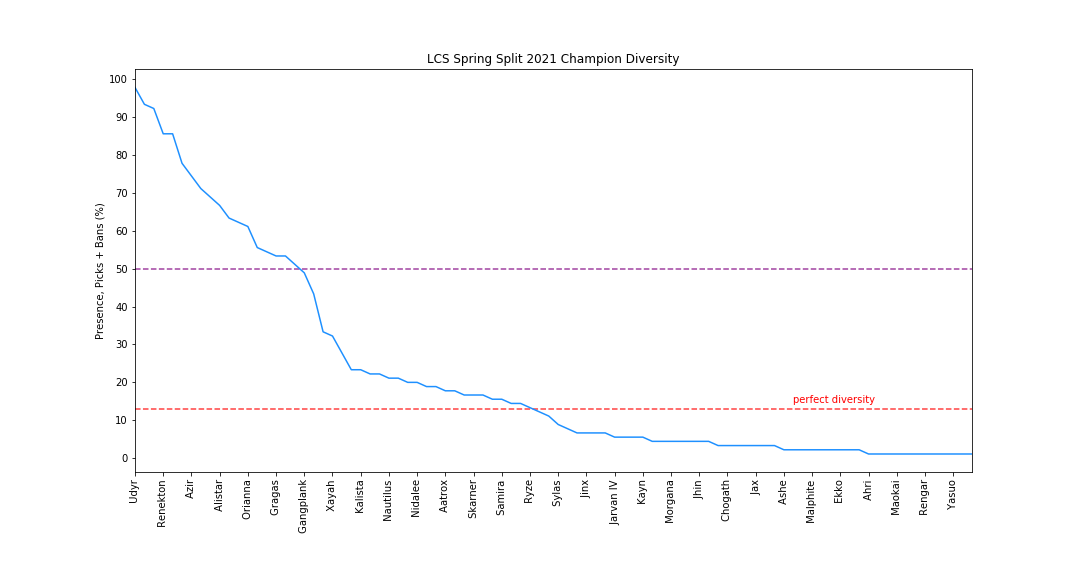 LCS Spring Split 2021 Champion Diversity
Presence, Picks + Bans (%)
100
90
80
70
60
50
40
30
20
10
0
perfect diversity
Udyr
Renekton
Azir
Alistar
Orianna
Gragas
Gangplank
Xayah
Kalista
Nautilus
Nidalee
Aatrox
Skarner
Samira
Ryze
Sylas
Jinx
Jarvan IV
Kayn
Morgana
Jhin
Chogath
Jax
Ashe
Malphite
Ekko
Ahri
Maokai
Rengar
Yasuo